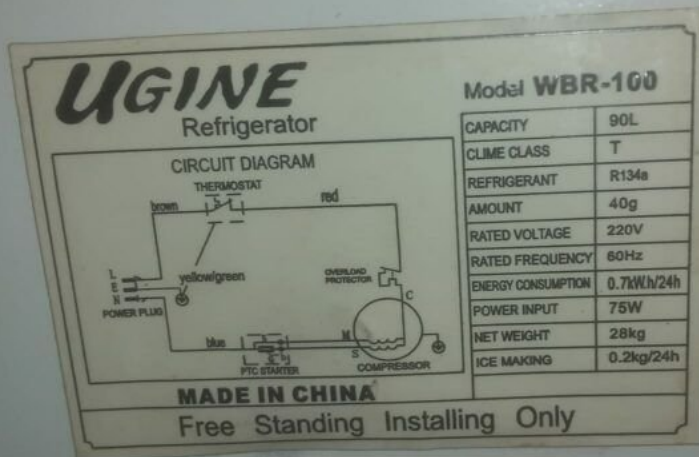 UGINE
Refrigerator
Model WBR-100
CAPACITY 90L
CLIME CLASS T
REFRIGERANT R134a
AMOUNT 40g
RATED VOLTAGE 220V
RATED FREQUENCY 60Hz
ENERGY CONSUMPTION 0.7kW.h/24h
POWER INPUT 75W
NET WEIGHT 28kg
ICE MAKING 0.2kg/24h
CIRCUIT DIAGRAM
THERMOSTAT
brown
red
L
E
N
yellow/green
POWER PLUG
OVERLOAD
PROTECTOR
C
blue
M
S
PTC STARTER
COMPRESSOR
MADE IN CHINA
Free Standing Installing Only